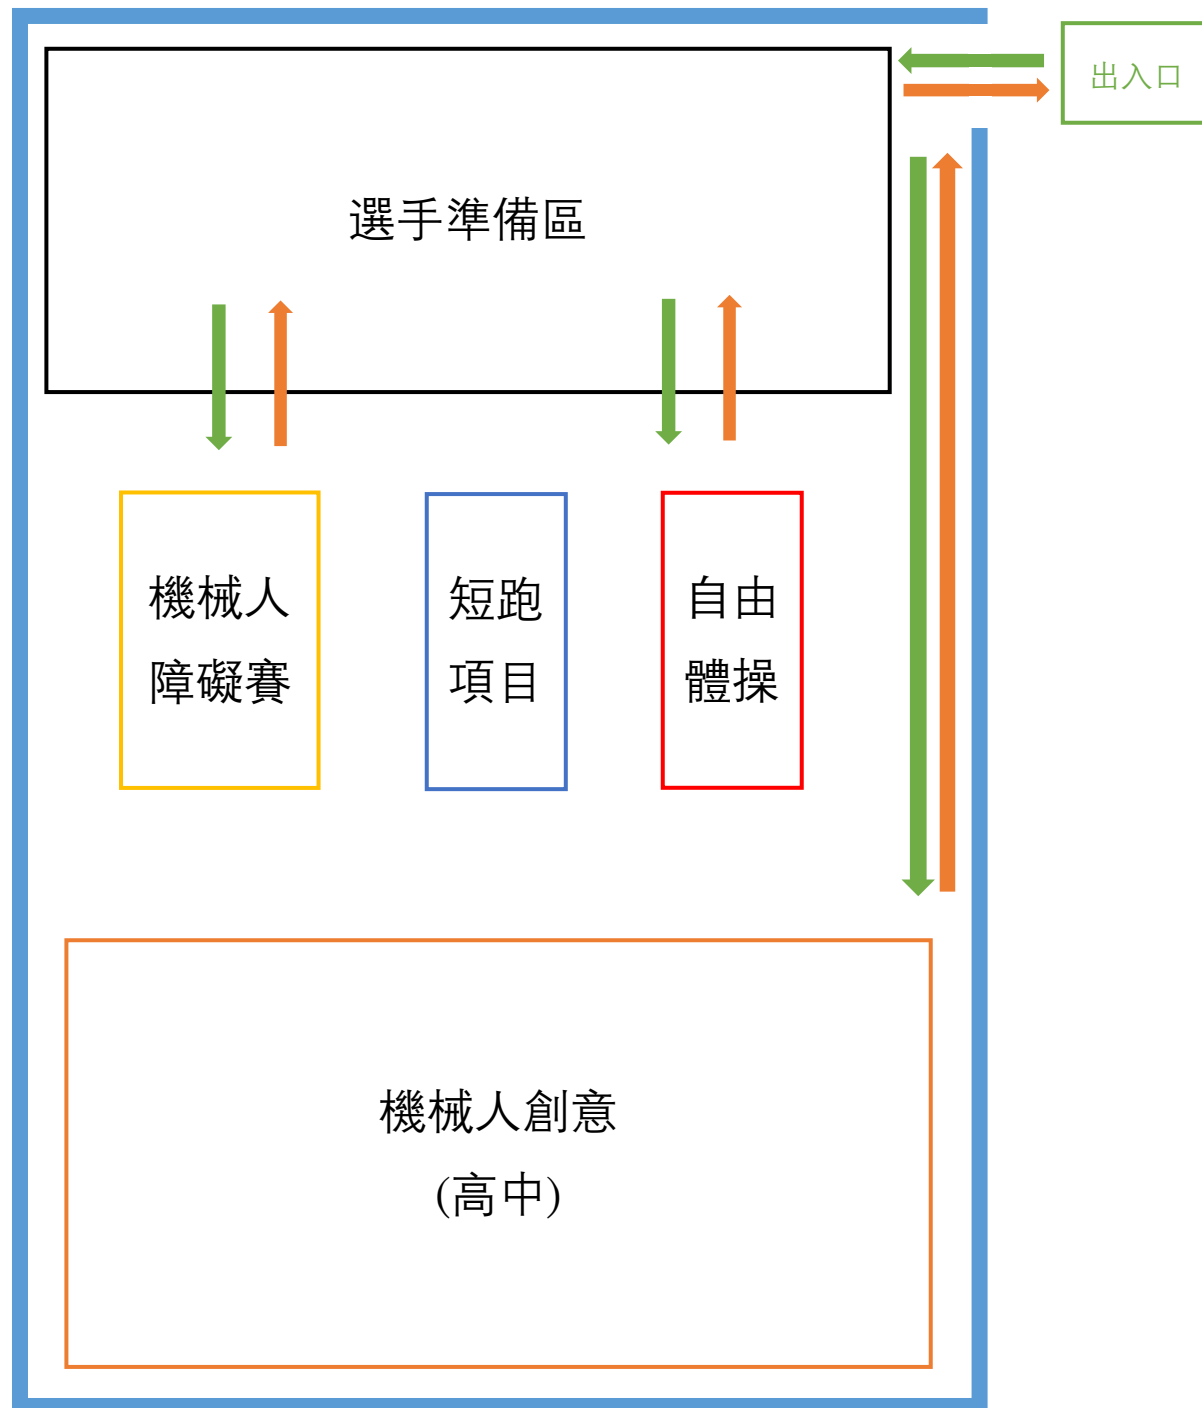 出入口
選手準備區
機械人
障礙賽
短跑
項目
自由
體操
機械人創意
(高中)